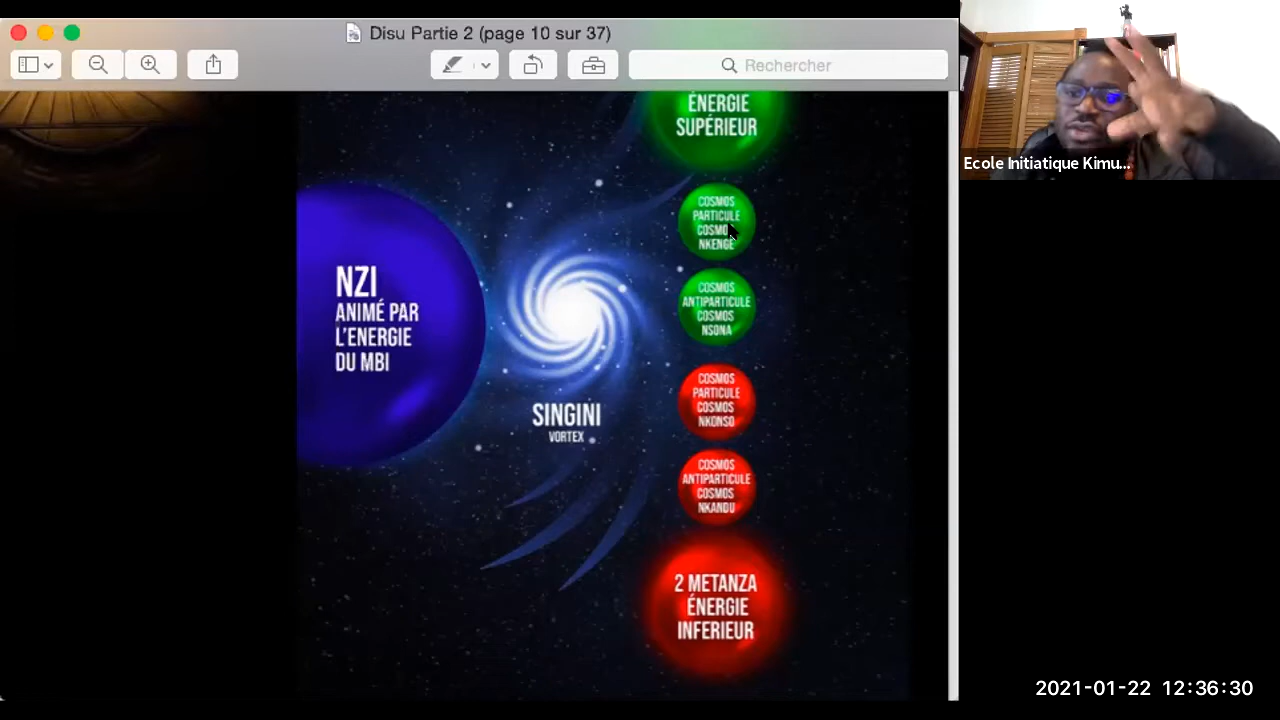 Disu Partie 2 (page 10 sur 37)
Rechercher
Ecole Initiatique Kimu...
ÉNERGIE
SUPÉRIEUR
COSMOS
PARTICULE
COSMO
NKENGE
NZI
ANIMÉ PAR
L'ENERGIE
DU MBI
COSMOS
ANTIPARTICULE
COSMOS
NSONA
COSMOS
PARTICULE
COSMOS
NKONSO
SINGINI
VORTEX
COSMOS
ANTIPARTICULE
COSMOS
NKANDU
2 METANZA
ÉNERGIE
INFERIEUR
2021-01-22 12:36:30